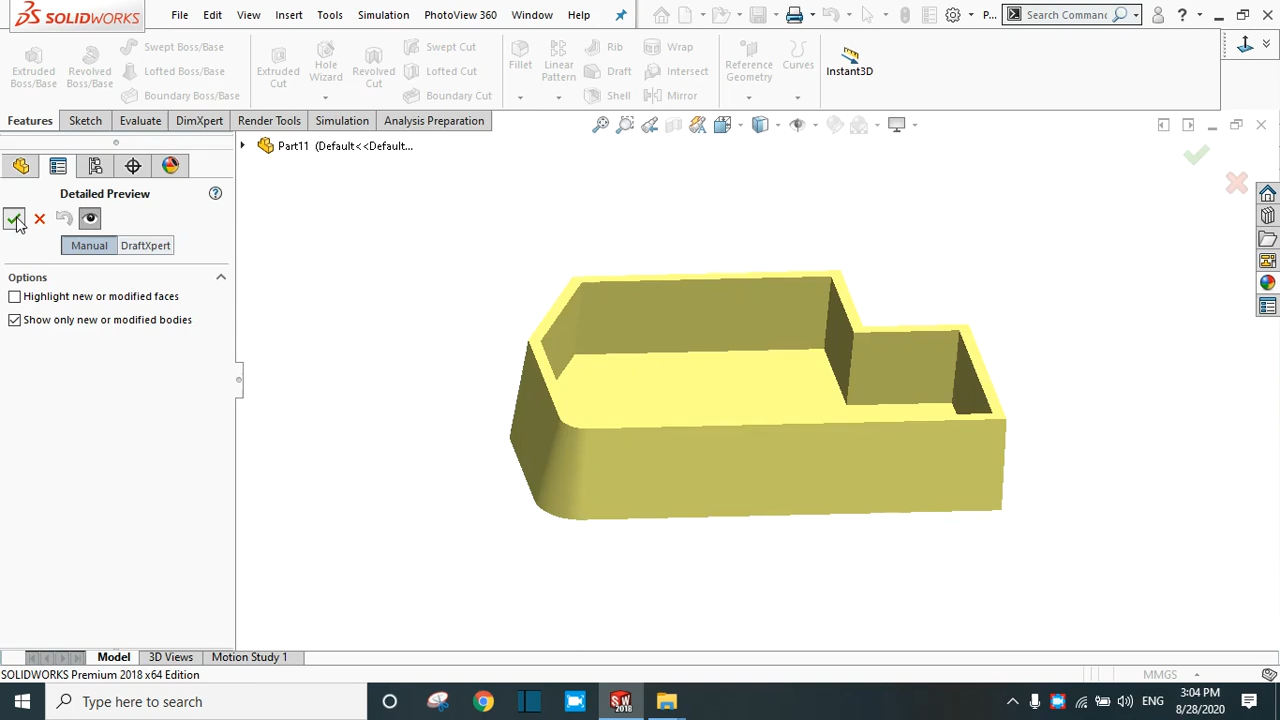 SOLIDWORKS File Edit View Insert Tools Simulation PhotoView 360 Window Help P... Search Commanc ?
Extruded Boss/Base
Revolved Boss/Base
Swept Boss/Base
Lofted Boss/Base
Boundary Boss/Base
Extruded Cut
Hole Wizard
Revolved Cut
Swept Cut
Lofted Cut
Boundary Cut
Fillet
Linear Pattern
Rib
Draft
Shell
Wrap
Intersect
Mirror
Reference Geometry
Curves
Instant3D
Features Sketch Evaluate DimXpert Render Tools Simulation Analysis Preparation
Part11 (Default<<Default...
Detailed Preview ?
Manual DraftXpert
Options
Highlight new or modified faces
Show only new or modified bodies
Model 3D Views Motion Study 1
SOLIDWORKS Premium 2018 x64 Edition MMGS
Type here to search
SW
2018
ENG
3:04 PM
8/28/2020